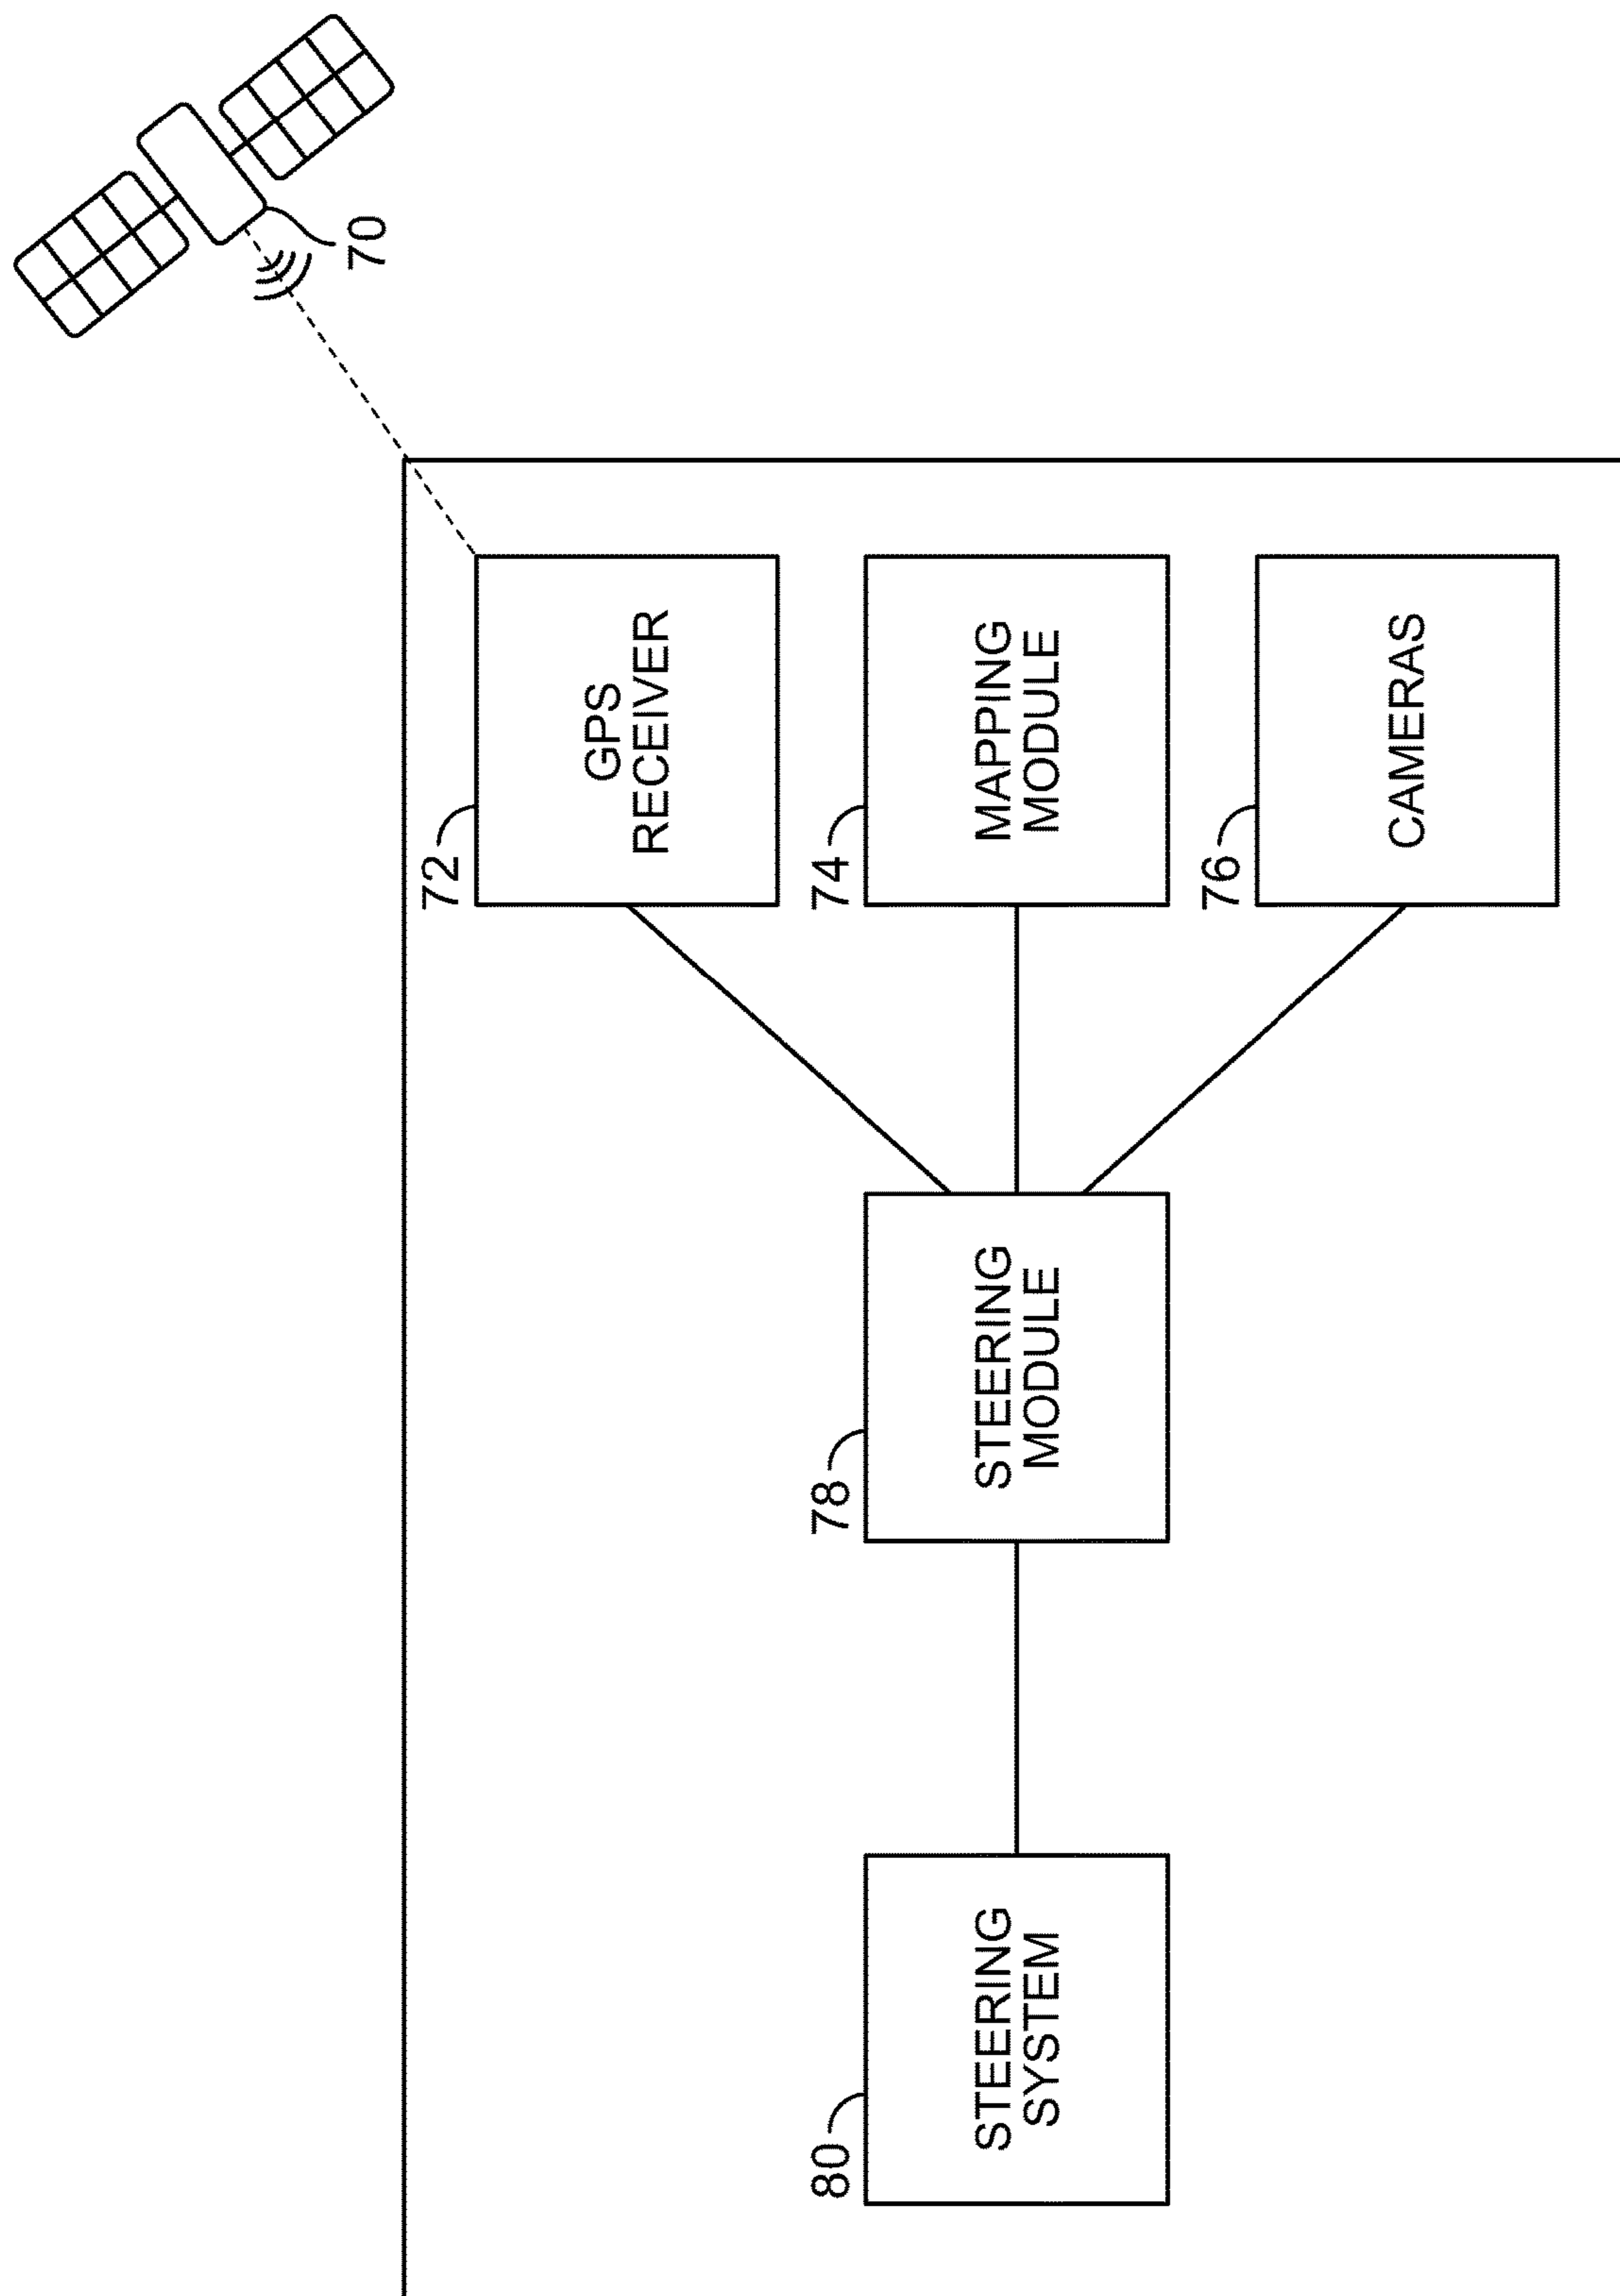 70
72
GPS
RECEIVER
74
MAPPING
MODULE
76
CAMERAS
78
STEERING
MODULE
80
STEERING
SYSTEM